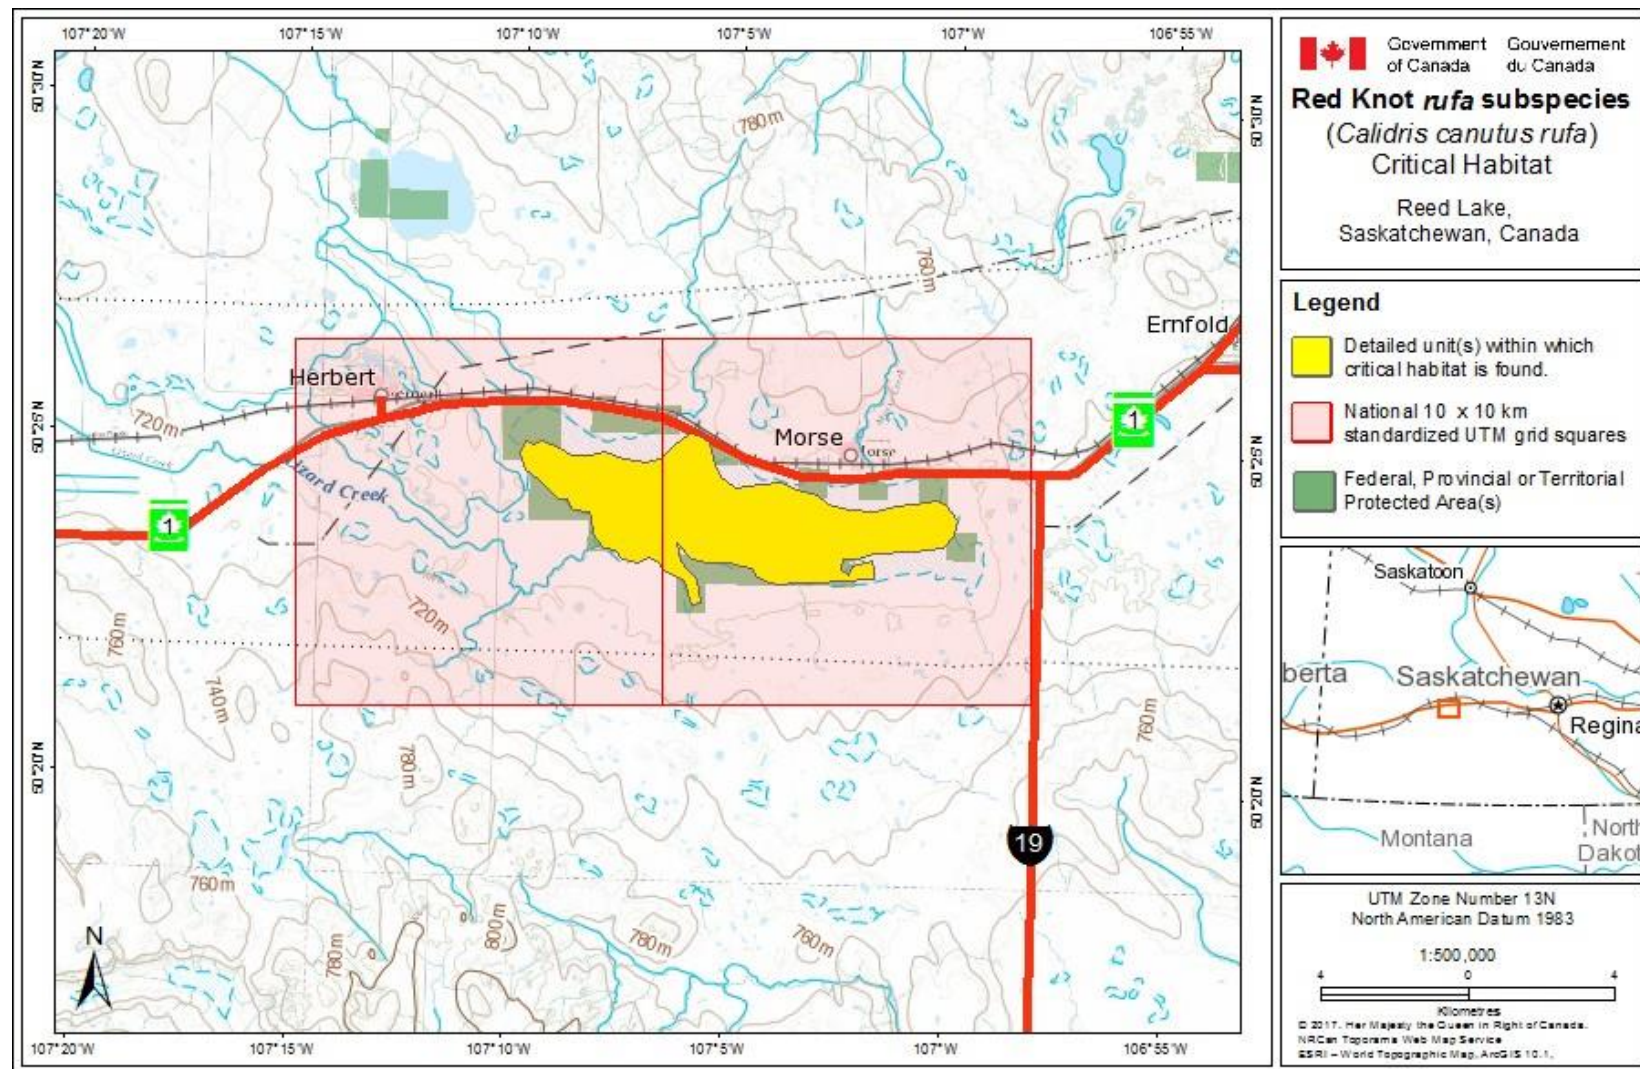 107°20'W 107°15'W 107°10'W 107°5'W 107°W 106°55'W
50°30'N
50°30'N
780m
780m
760m
Ernfold
Herbert
Morse
720m
1
50°25'N
50°25'N
Lizard Creek
1
720m
760m
740m
760m
50°20'N
50°20'N
780m
19
760m
800m
780m
780m
760m
N
107°20'W 107°15'W 107°10'W 107°5'W 107°W 106°55'W
Government of Canada
Gouvernement du Canada
Red Knot rufa subspecies
(Calidris canutus rufa)
Critical Habitat
Reed Lake,
Saskatchewan, Canada
Legend
Detailed unit(s) within which
critical habitat is found.
National 10 x 10 km
standardized UTM grid squares
Federal, Provincial or Territorial
Protected Area(s)
Saskatoon
berta
Saskatchewan
Regina
Montana
North
Dakot
UTM Zone Number 13N
North American Datum 1983
1:500,000
4 0 4
Kilometres
© 2017. Her Majesty the Queen in Right of Canada.
NRCan Toporama Web Map Service
ESRI – World Topographic Map, ArcGIS 10.1,